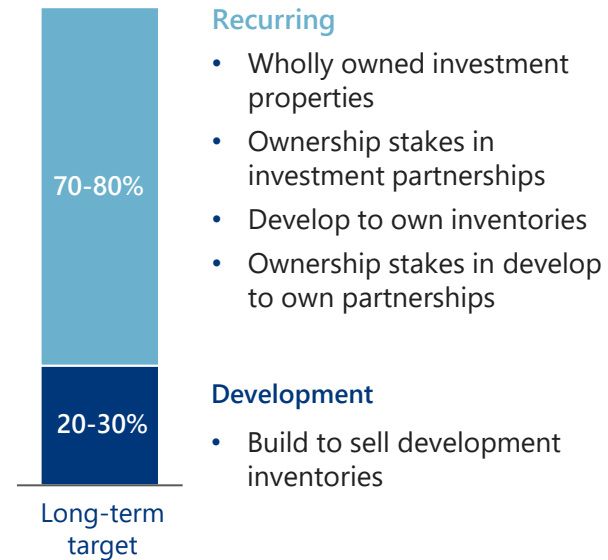 Recurring
• Wholly owned investment
properties
• Ownership stakes in
investment partnerships
70-80%
• Develop to own inventories
• Ownership stakes in develop
to own partnerships
Development
20-30%
• Build to sell development
inventories
Long-term
target